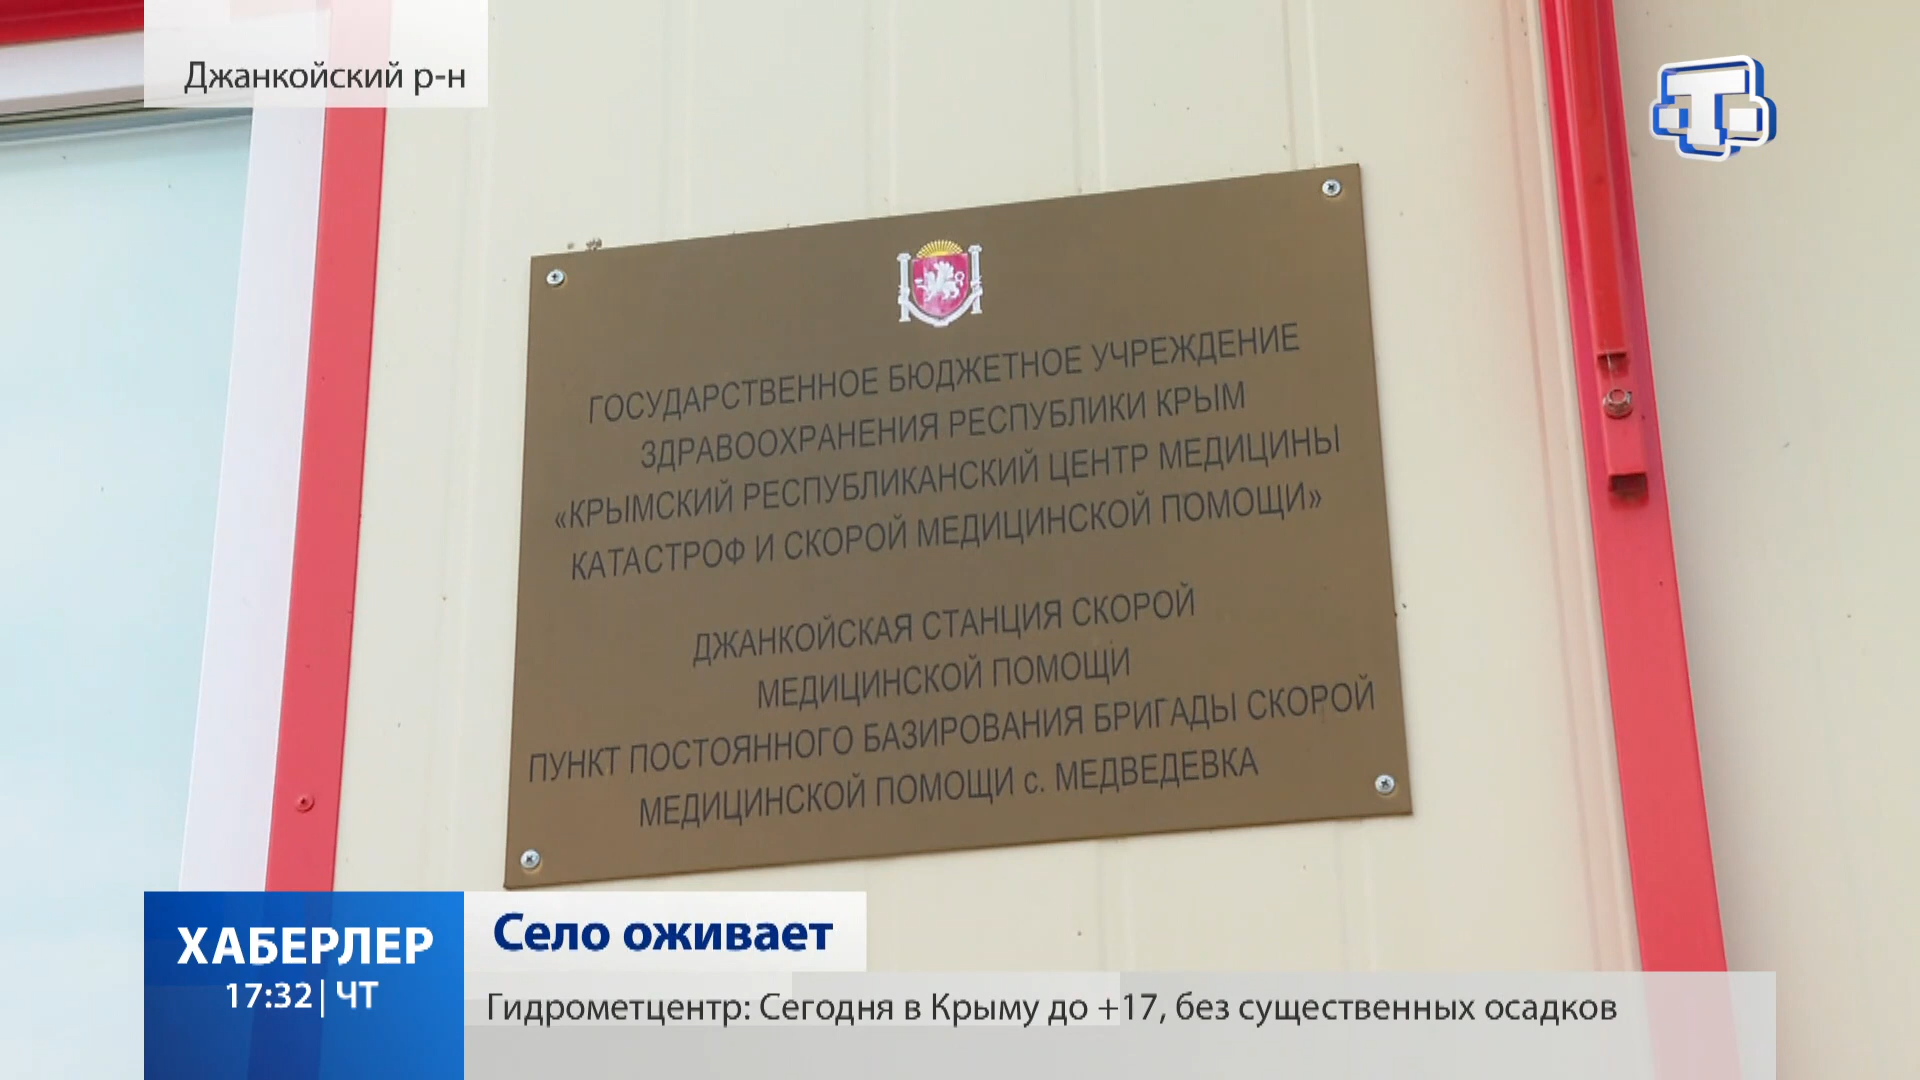 Джанкойский р-н
Т
ГОСУДАРСТВЕННОЕ БЮДЖЕТНОЕ УЧРЕЖДЕНИЕ
ЗДРАВООХРАНЕНИЯ РЕСПУБЛИКИ КРЫМ
«КРЫМСКИЙ РЕСПУБЛИКАНСКИЙ ЦЕНТР МЕДИЦИНЫ
КАТАСТРОФ И СКОРОЙ МЕДИЦИНСКОЙ ПОМОЩИ»
ДЖАНКОЙСКАЯ СТАНЦИЯ СКОРОЙ
МЕДИЦИНСКОЙ ПОМОЩИ
ПУНКТ ПОСТОЯННОГО БАЗИРОВАНИЯ БРИГАДЫ СКОРОЙ
МЕДИЦИНСКОЙ ПОМОЩИ с. МЕДВЕДЕВКА
ХАБЕРЛЕР
17:32| ЧТ
Село оживает
Гидрометцентр: Сегодня в Крыму до +17, без существенных осадков